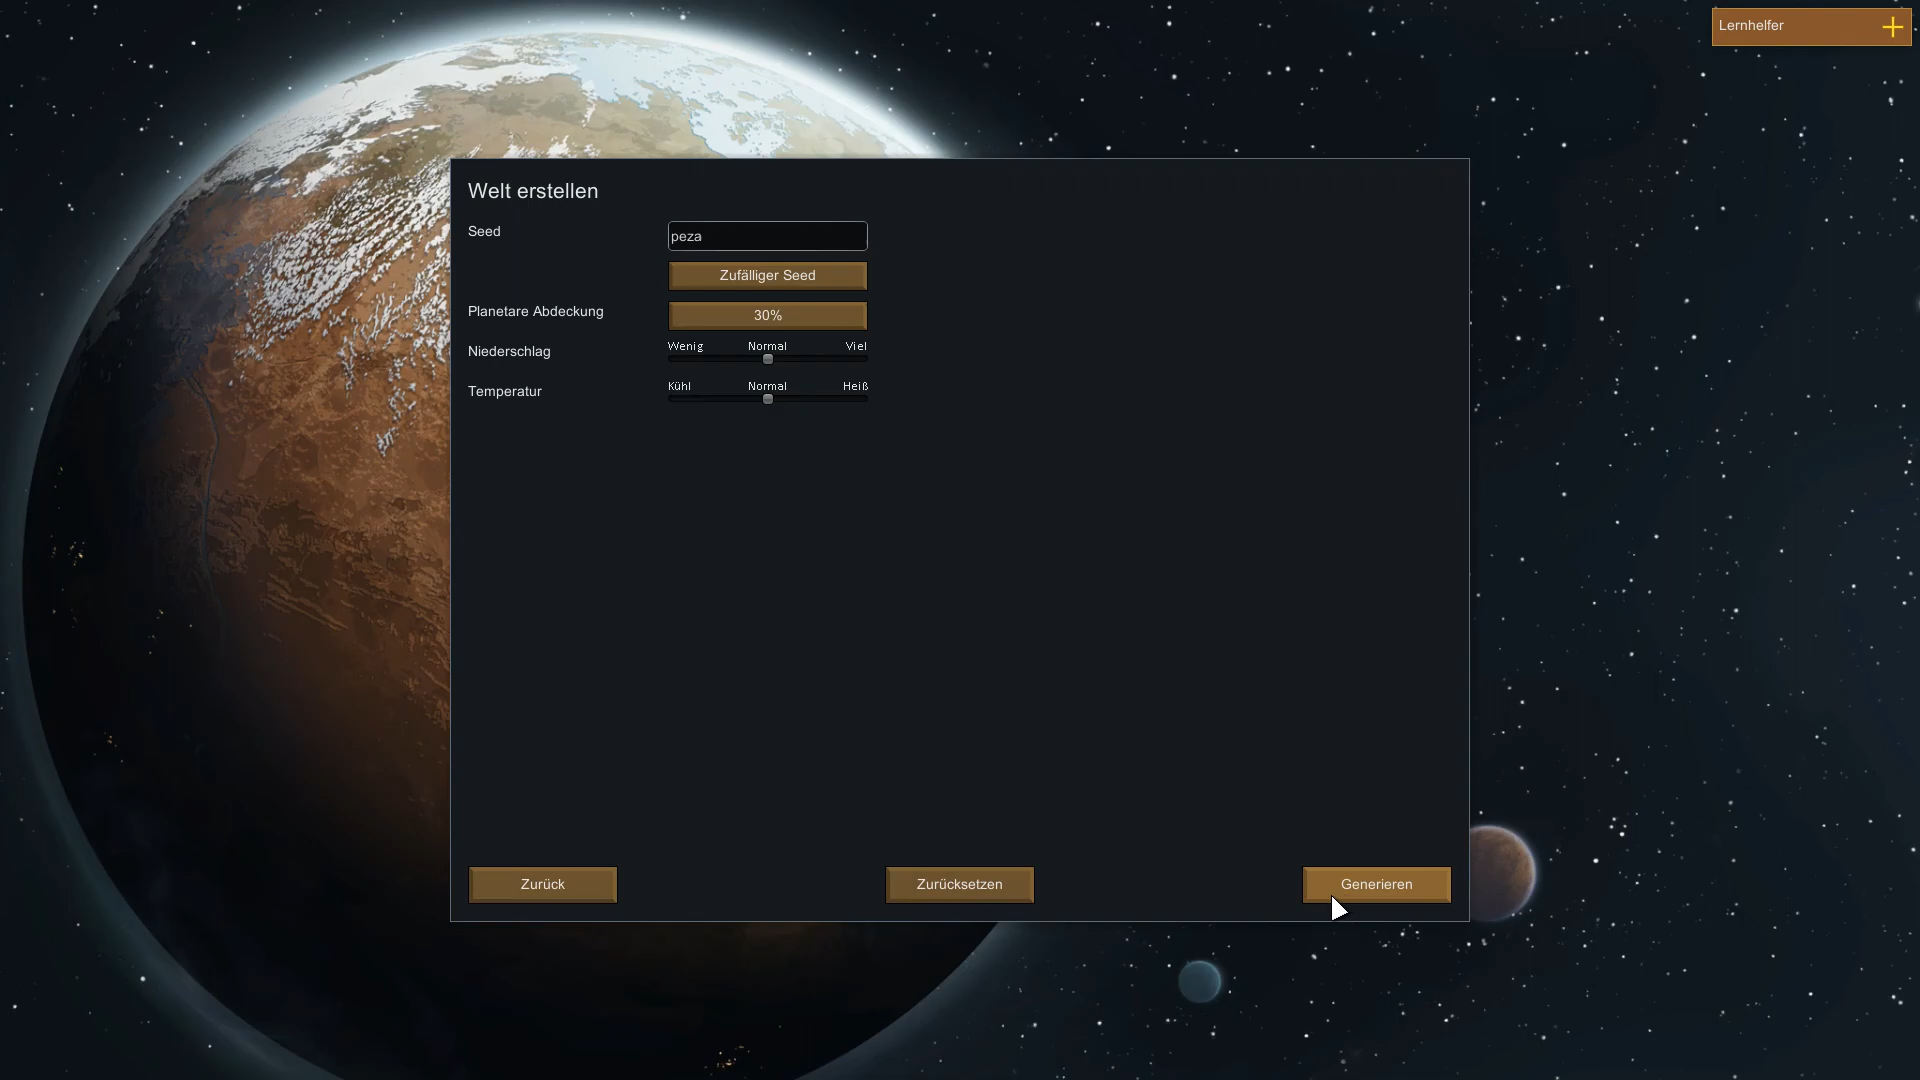 Lernhelfer
Welt erstellen
Seed
peza
Zufälliger Seed
Planetare Abdeckung
30%
Niederschlag
Wenig Normal Viel
Temperatur
Kühl Normal Heiß
Zurück
Zurücksetzen
Generieren